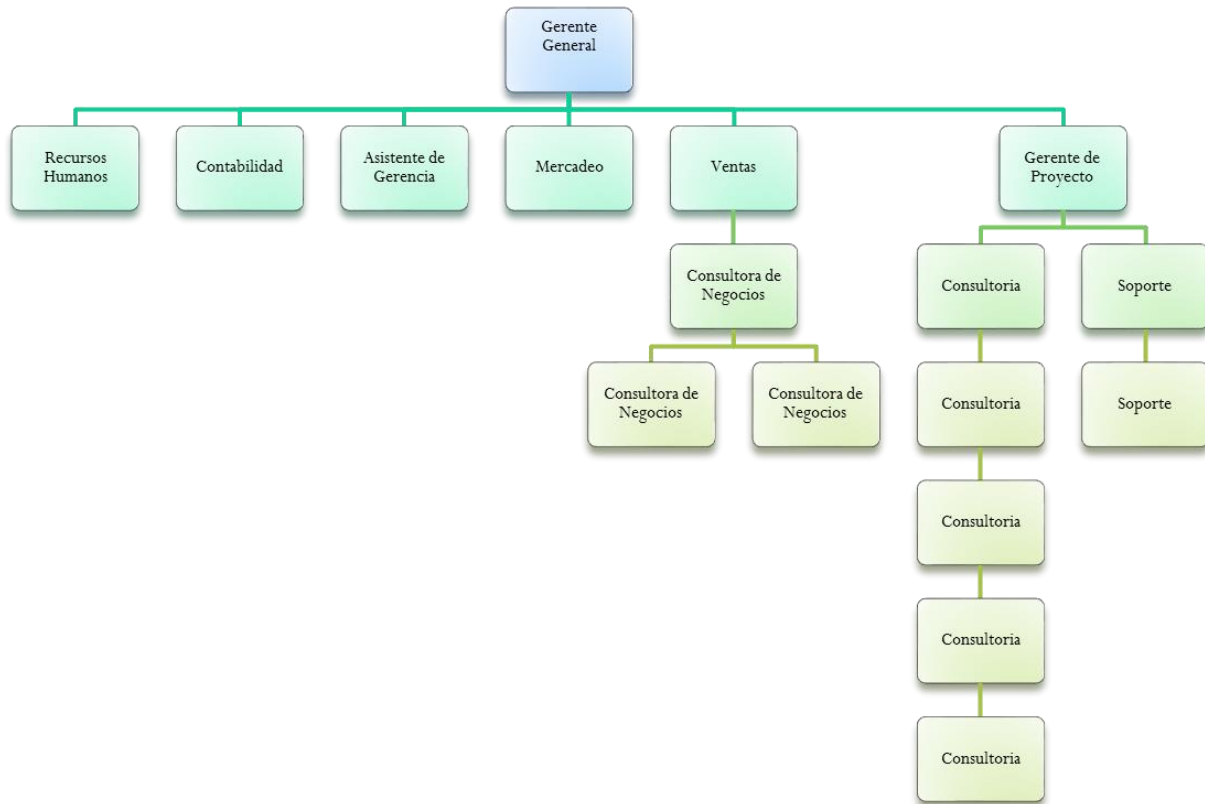 Gerente
General
Recursos
Humanos
Contabilidad
Asistente de
Gerencia
Mercadeo
Ventas
Gerente de
Proyecto
Consultora de
Negocios
Consultoria
Soporte
Consultora de
Negocios
Consultora de
Negocios
Consultoria
Soporte
Consultoria
Consultoria
Consultoria